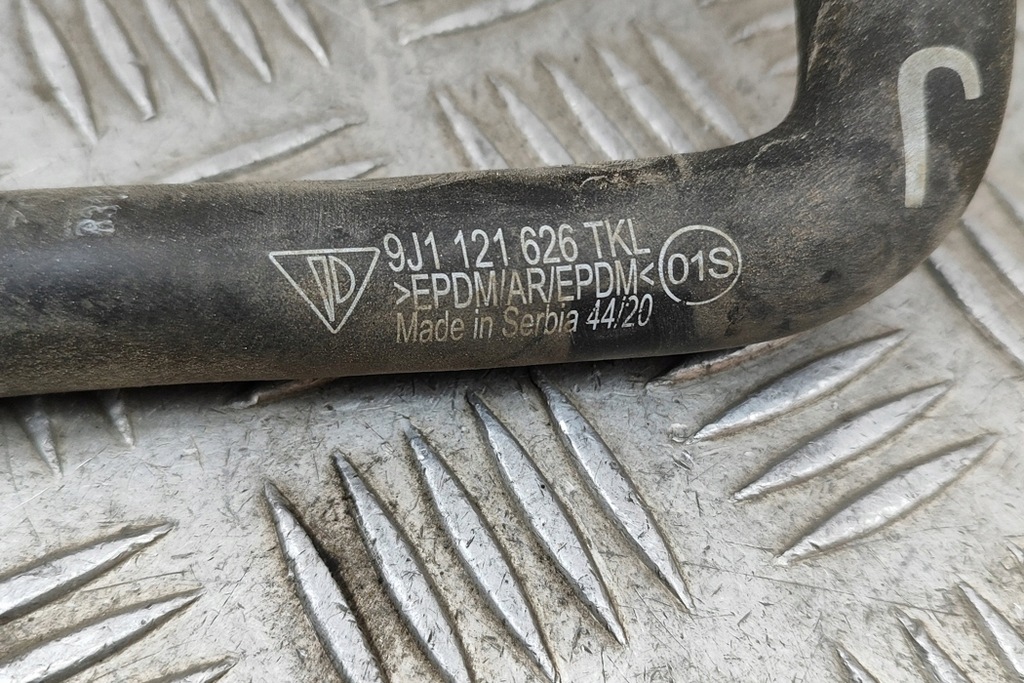 9J1 121 626 TKL
>EPDM/AR/EPDM<
01S
Made in Serbia 44/20